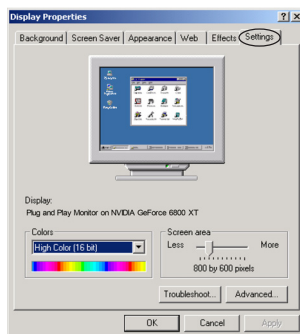 Display Properties
Background Screen Saver Appearance Web Effects Settings
Display:
Plug and Play Monitor on NVIDIA GeForce 6800 XT
Colors
High Color (16 bit)
Screen area
Less More
800 by 600 pixels
Troubleshoot... Advanced...
OK Cancel Apply